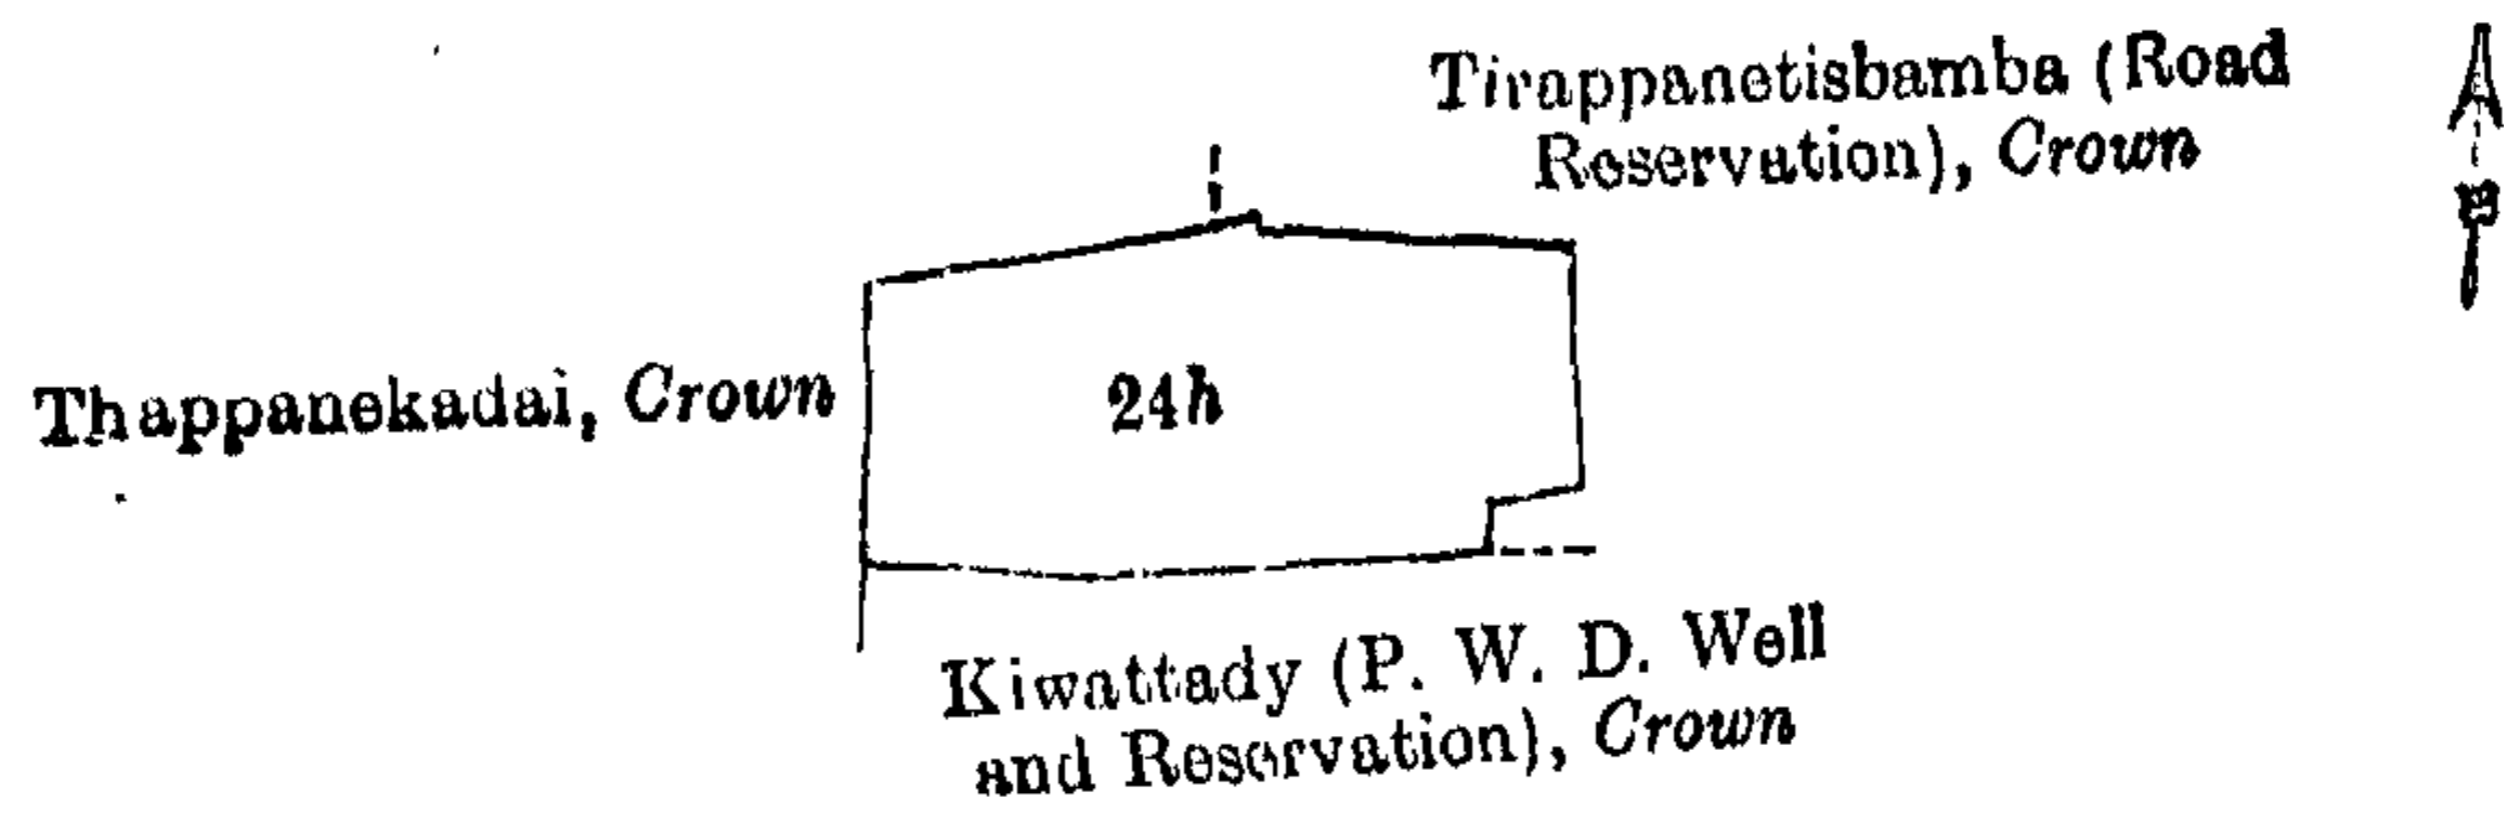 Tirappanetisbamba (Road
Reservation), Crown
Thappanekadai, Crown
24h
Kiwattady (P. W. D. Well
and Reservation), Crown